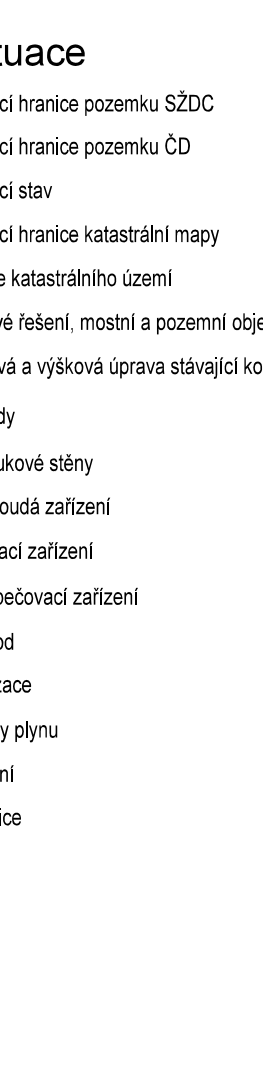 tuace
cí hranice pozemku SŽDC
cí hranice pozemku ČD
cí stav
cí hranice katastrální mapy
e katastrálního území
vé řešení, mostní a pozemní obje
vá a výšková úprava stávající ko
dy
ukové stěny
oudá zařízení
ací zařízení
pečovací zařízení
od
zace
y plynu
ní
ice